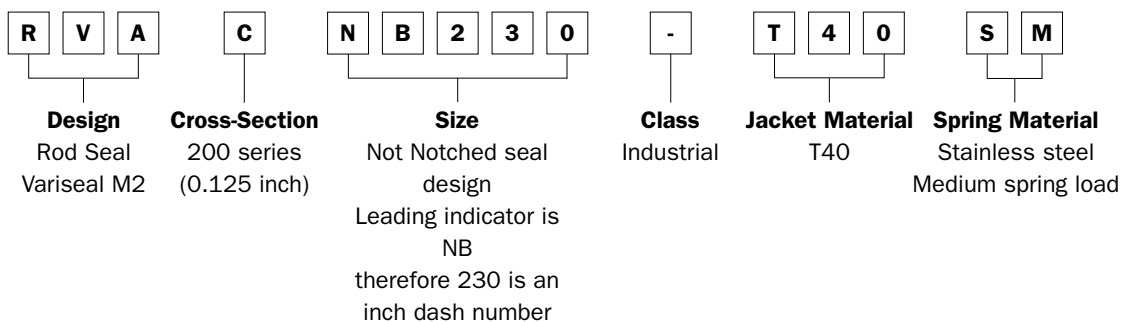 R V A C N B 2 3 0 - T 4 0 S M
Design
Rod Seal
Variseal M2
Cross-Section
200 series
(0.125 inch)
Size
Not Notched seal
design
Leading indicator is
NB
therefore 230 is an
inch dash number
Class
Industrial
Jacket Material
T40
Spring Material
Stainless steel
Medium spring load